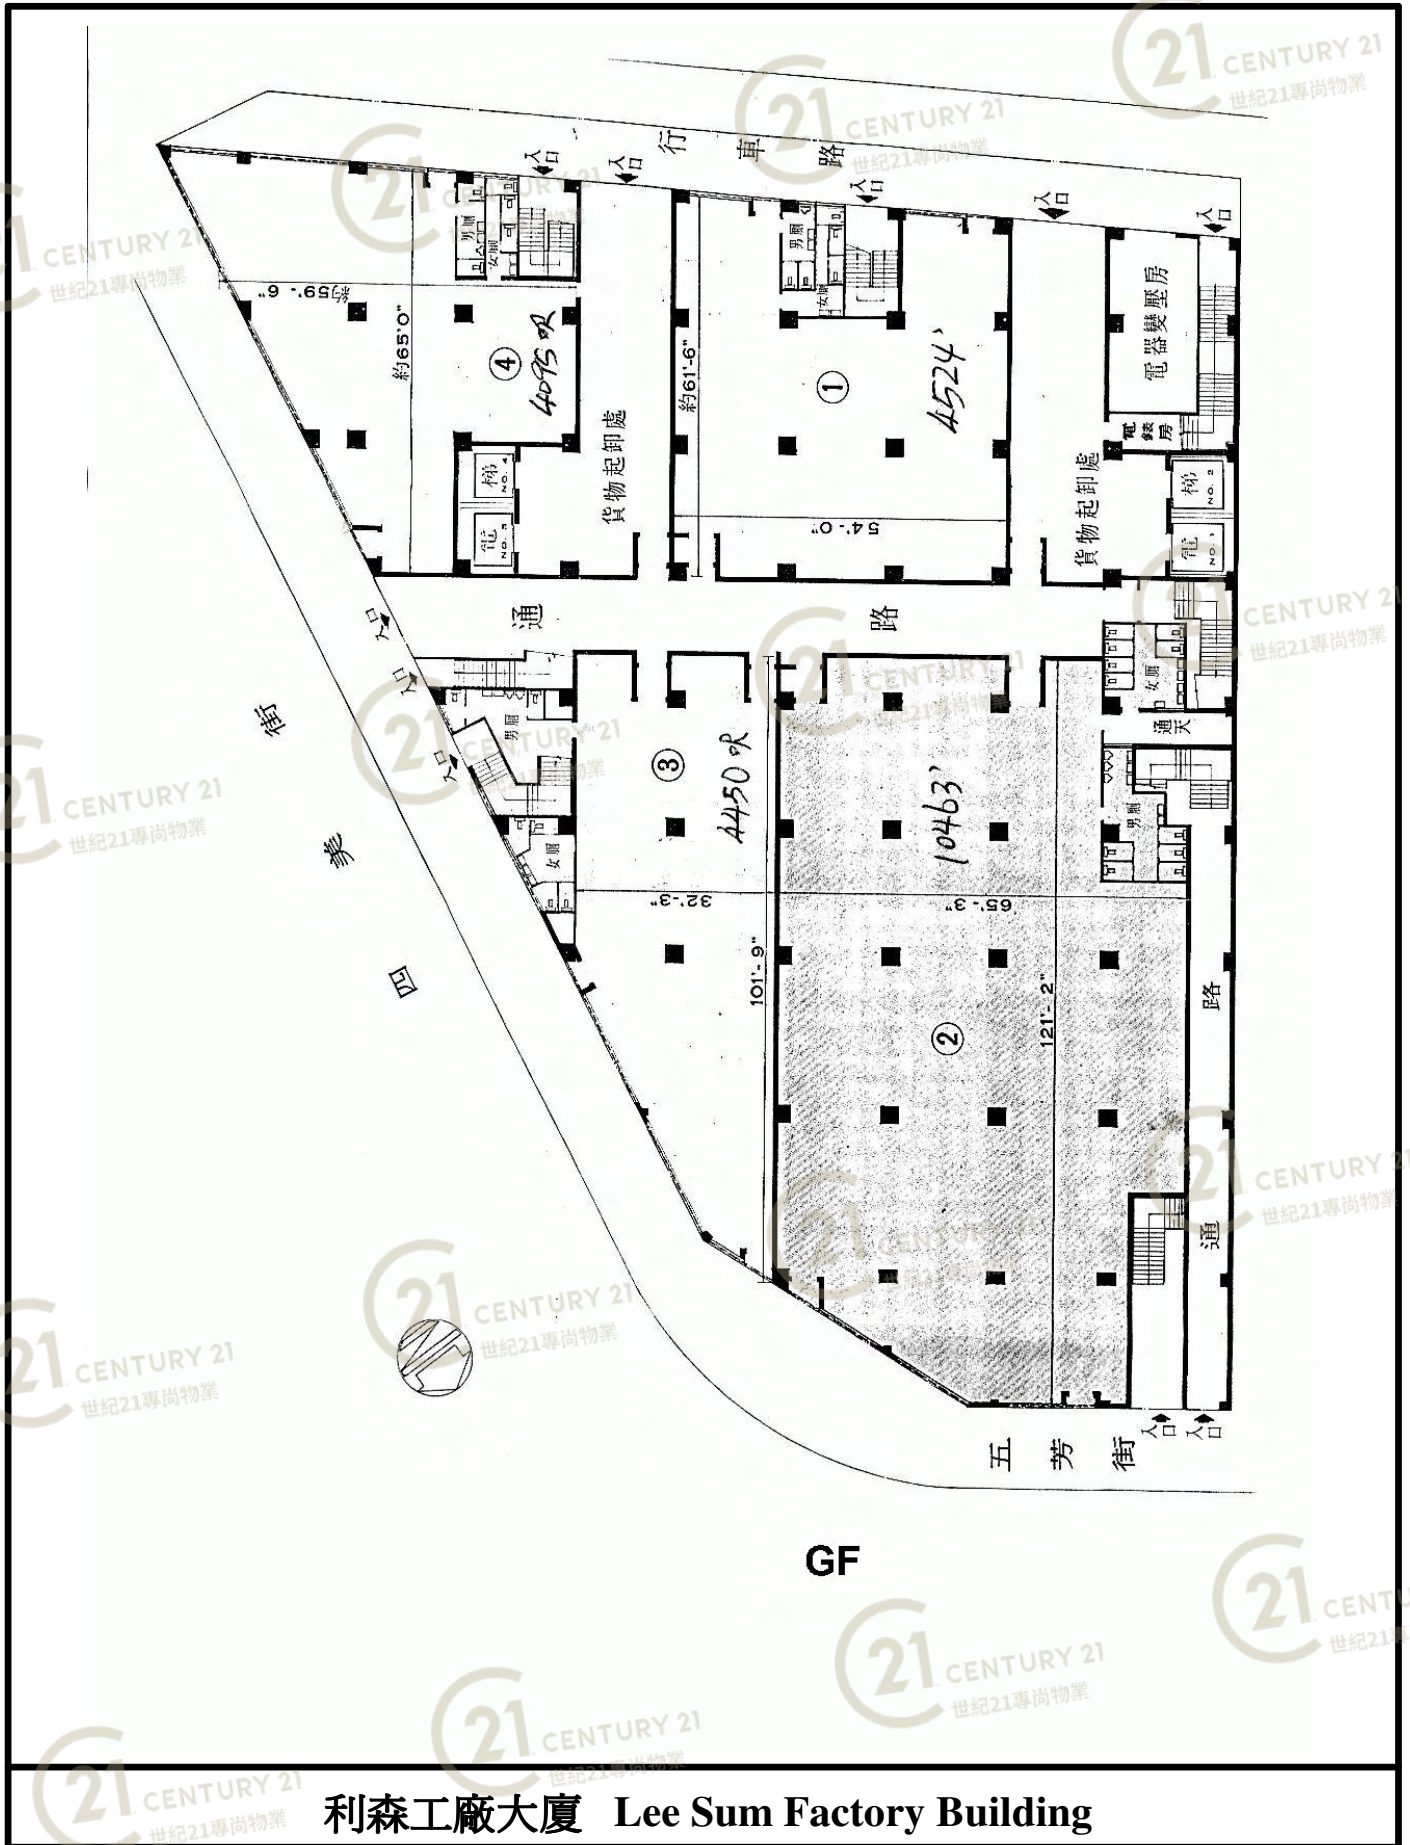 行車路
入口
入口
入口
入口
入口
男廁
女廁
約59'-6"
約65'0"
④
4095呎
貨物起卸處
電梯
NO. 3
NO. 4
男廁
女廁
約61'-6"
①
4524'
54'-0"
電器變壓房
電錶房
貨物起卸處
電梯
NO. 1
NO. 2
通路
入口
入口
入口
四美街
男廁
女廁
③
4450呎
32'-3"
101'-9"
②
10463'
65'-3"
121'-2"
女廁
通天
男廁
通路
五芳街
入口
入口
GF
利森工廠大廈 Lee Sum Factory Building
21 CENTURY 21
世紀21專尚物業